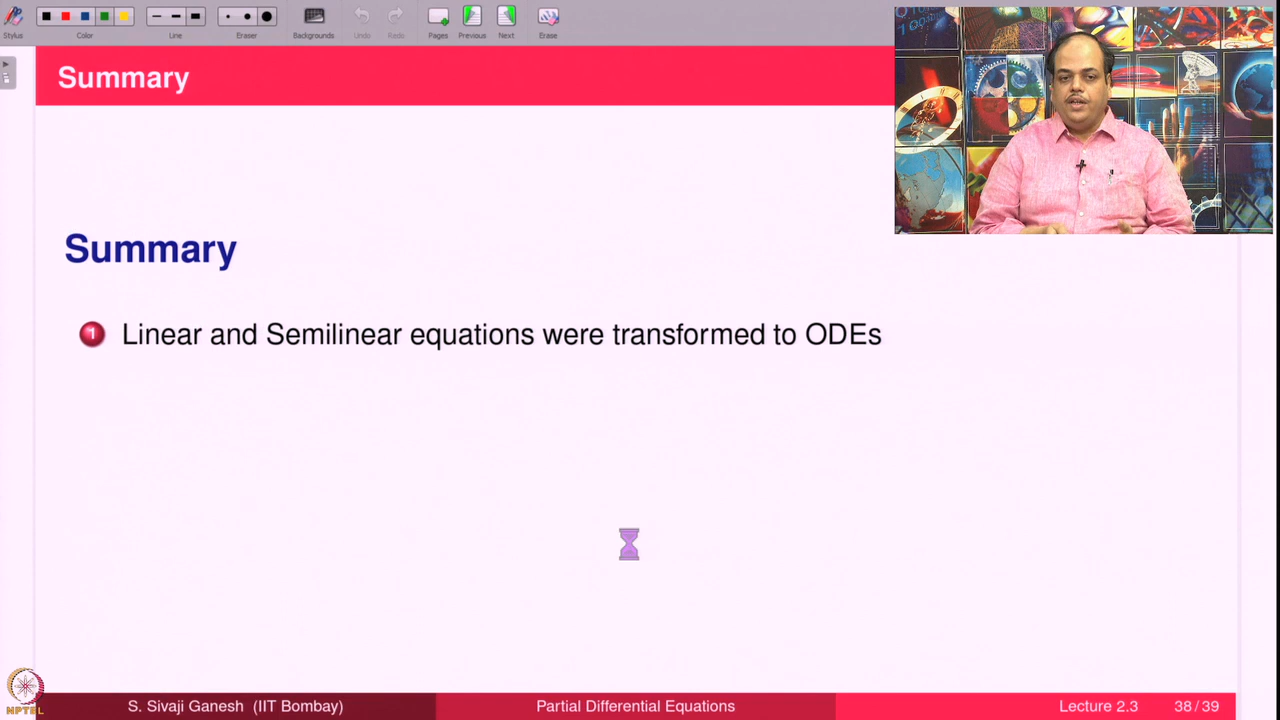 Stylus
Color
Line
Eraser
Backgrounds
Undo
Redo
Pages
Previous
Next
Erase
Summary
Summary
1 Linear and Semilinear equations were transformed to ODEs
NPTEL
S. Sivaji Ganesh (IIT Bombay)
Partial Differential Equations
Lecture 2.3
38/39